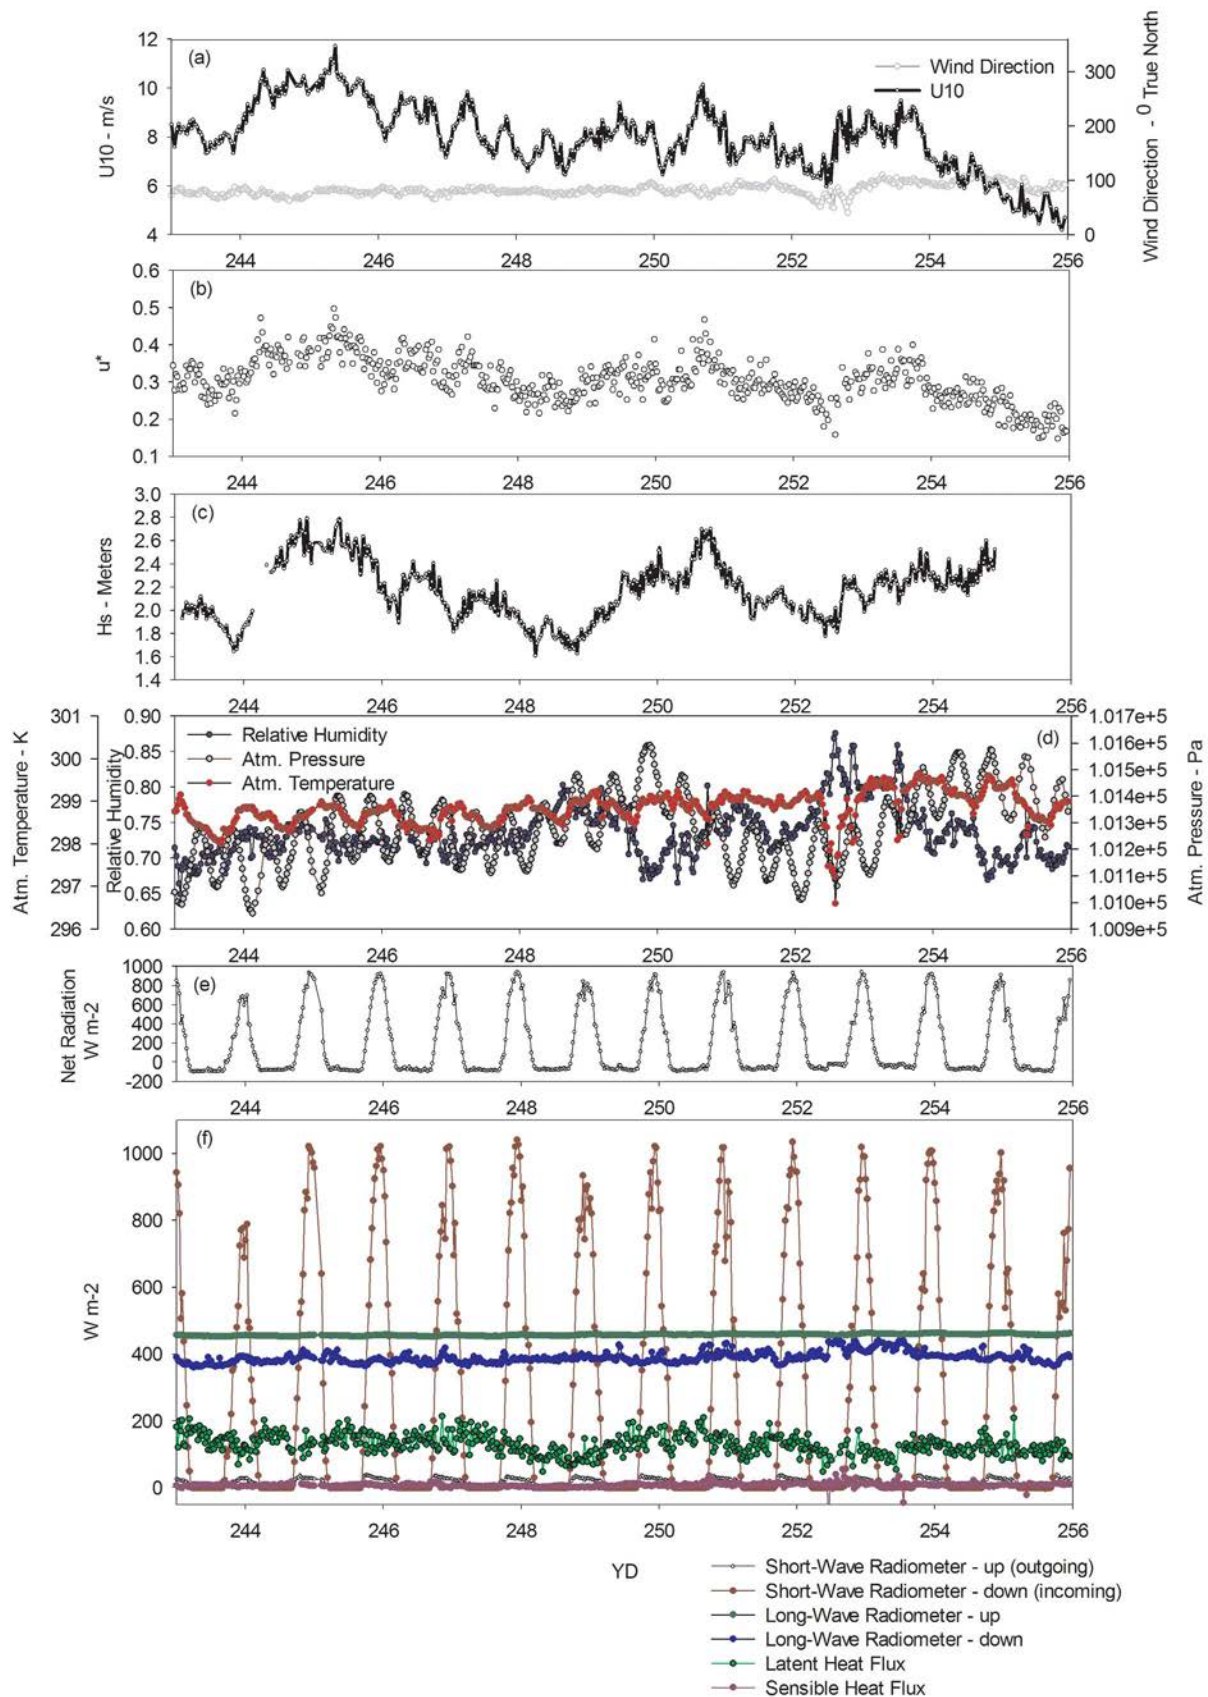 (a)
Wind Direction
U10
12
10
8
6
4
U10 - m/s
300
200
100
0
Wind Direction - ⁰ True North
244 246 248 250 252 254 256
(b)
0.6
0.5
0.4
0.3
0.2
0.1
u*
244 246 248 250 252 254 256
(c)
3.0
2.8
2.6
2.4
2.2
2.0
1.8
1.6
1.4
Hs - Meters
244 246 248 250 252 254 256
(d)
Relative Humidity
Atm. Pressure
Atm. Temperature
301
300
299
298
297
296
Atm. Temperature - K
0.90
0.85
0.80
0.75
0.70
0.65
0.60
Relative Humidity
1.017e+5
1.016e+5
1.015e+5
1.014e+5
1.013e+5
1.012e+5
1.011e+5
1.010e+5
1.009e+5
Atm. Pressure - Pa
244 246 248 250 252 254 256
(e)
1000
800
600
400
200
0
-200
Net Radiation
W m-2
244 246 248 250 252 254 256
(f)
1000
800
600
400
200
0
W m-2
244 246 248 250 252 254 256
YD
Short-Wave Radiometer - up (outgoing)
Short-Wave Radiometer - down (incoming)
Long-Wave Radiometer - up
Long-Wave Radiometer - down
Latent Heat Flux
Sensible Heat Flux